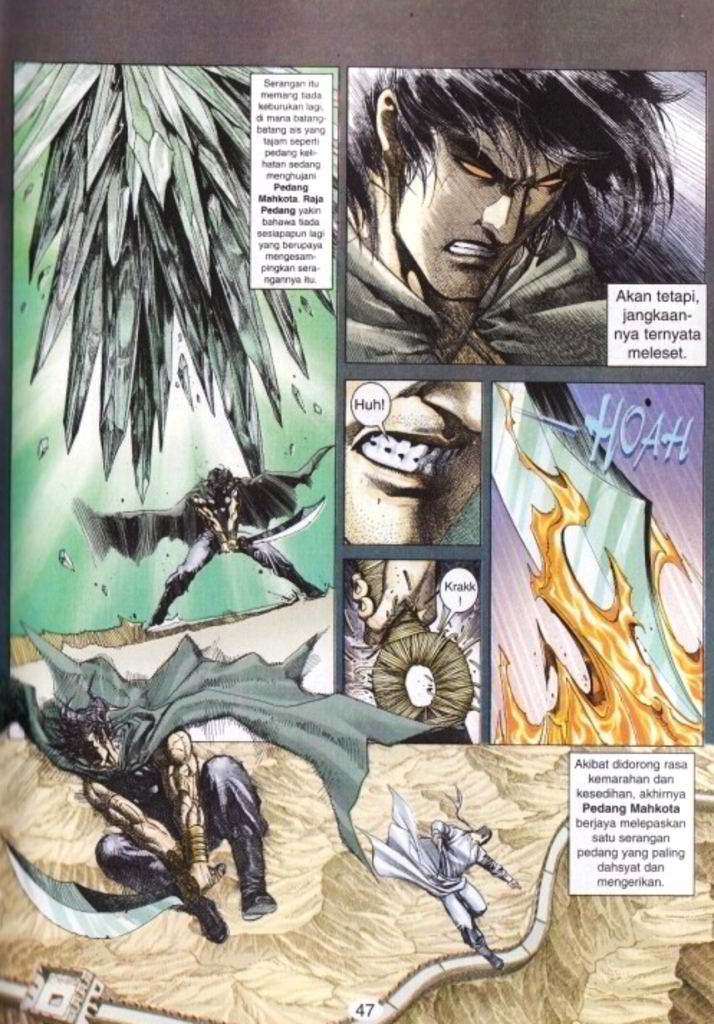 Serangan itu
memang tiada
keburukan lagi,
di mana batang-
batang ais yang
tajam seperti
pedang keli-
hatan sedang
menghujani
Pedang
Mahkota. Raja
Pedang yakin
bahawa tiada
sesiapapun lagi
yang berupaya
mengesam-
pingkan sera-
ngannya itu.
Akan tetapi,
jangkaan-
nya ternyata
meleset.
Huh!
HOAH
Krakk
!
Akibat didorong rasa
kemarahan dan
kesedihan, akhirnya
Pedang Mahkota
berjaya melepaskan
satu serangan
pedang yang paling
dahsyat dan
mengerikan.
47